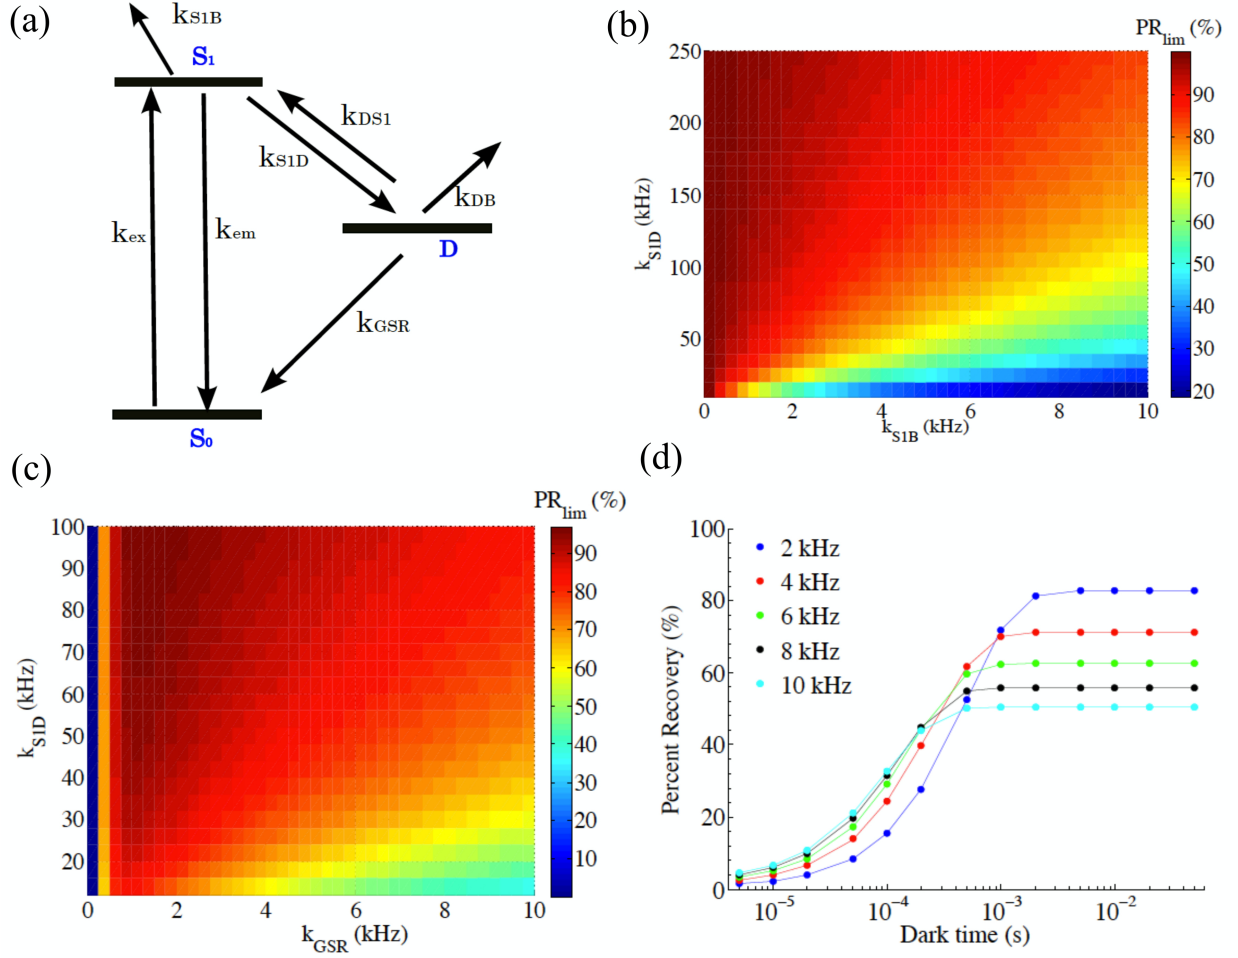 (a)
kS1B
S1
kDS1
kS1D
kDB
kex
kem
D
kGSR
S0
(b)
PRlim (%)
250
200
150
100
50
kS1D (kHz)
0 2 4 6 8 10
kS1B (kHz)
90
80
70
60
50
40
30
20
(c)
PRlim (%)
100
90
80
70
60
50
40
30
20
kS1D (kHz)
0 2 4 6 8 10
kGSR (kHz)
90
80
70
60
50
40
30
20
10
(d)
100
80
60
40
20
0
Percent Recovery (%)
2 kHz
4 kHz
6 kHz
8 kHz
10 kHz
10−5 10−4 10−3 10−2
Dark time (s)